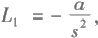 L₁ = − a/s²,